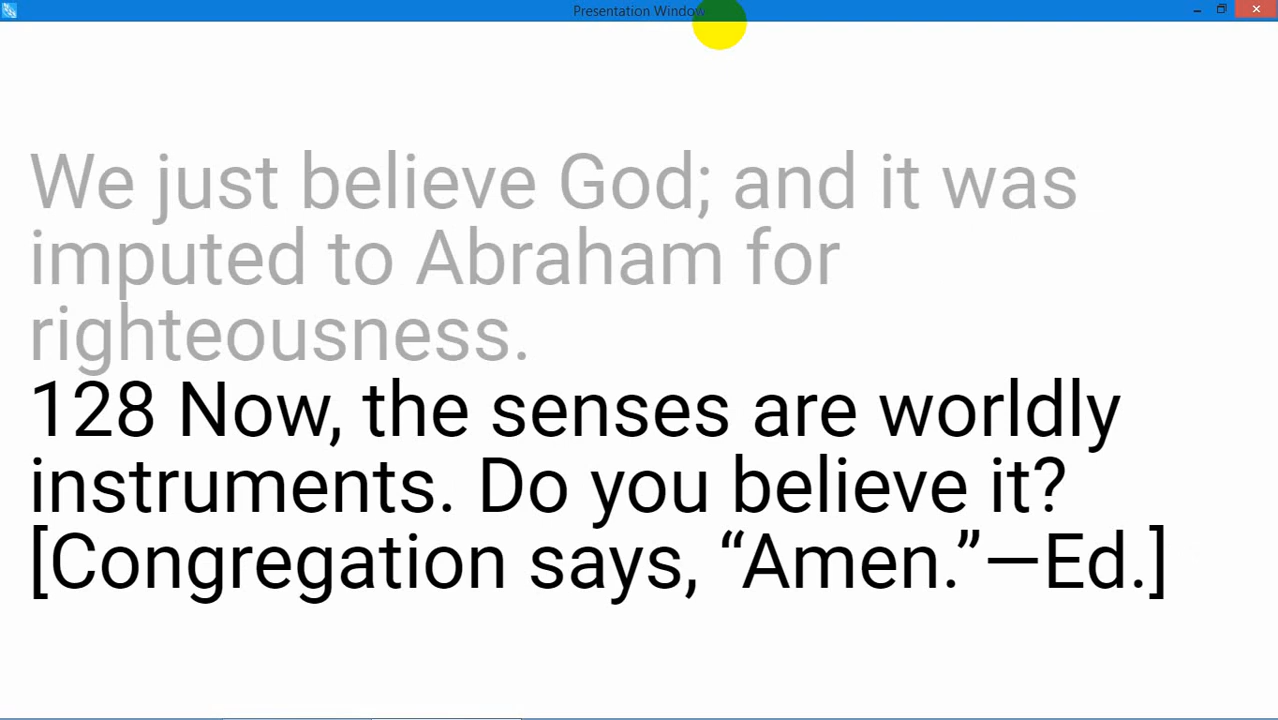 Presentation Window
We just believe God; and it was
imputed to Abraham for
righteousness.
128 Now, the senses are worldly
instruments. Do you believe it?
[Congregation says, “Amen.”—Ed.]